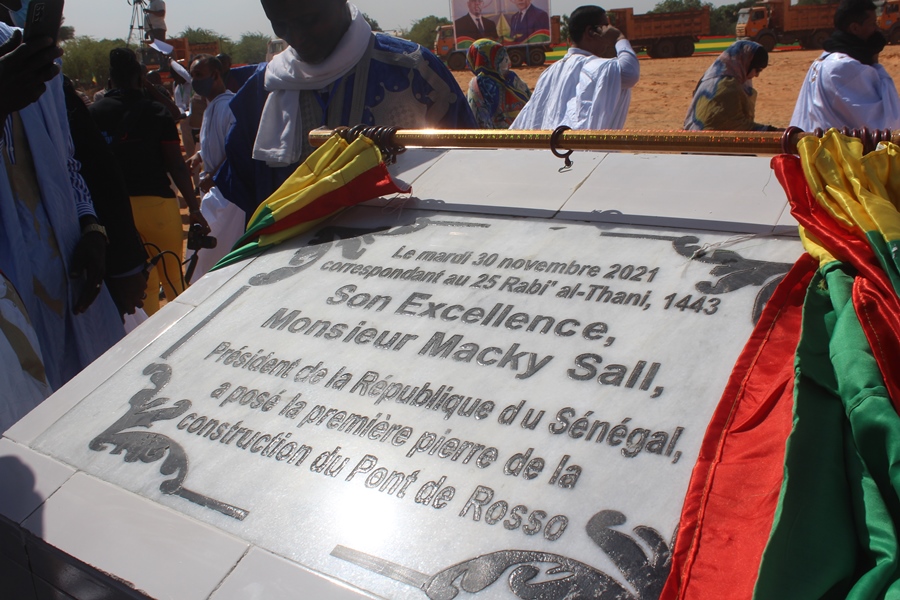 Le mardi 30 novembre 2021
correspondant au 25 Rabi' al-Thani, 1443
Son Excellence,
Monsieur Macky Sall,
Président de la République du Sénégal,
a posé la première pierre de la
construction du Pont de Rosso